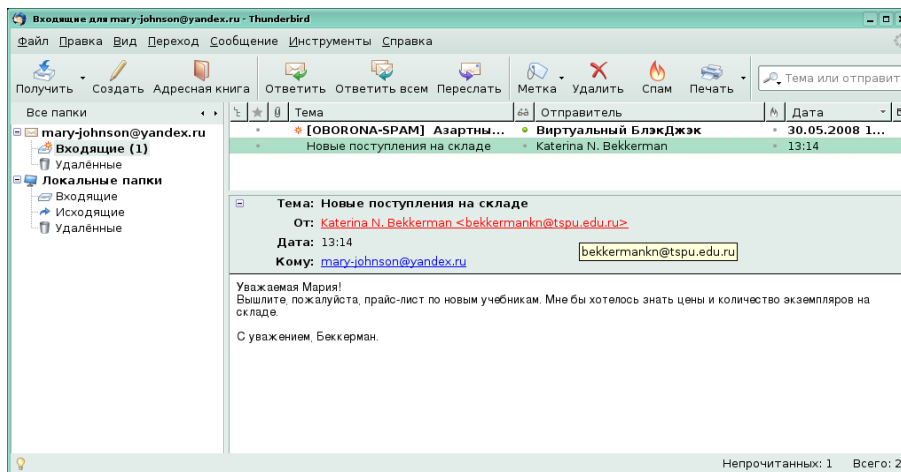 Входящие для mary-johnson@yandex.ru - Thunderbird
Файл Правка Вид Переход Сообщение Инструменты Справка
Получить Создать Адресная книга Ответить Ответить всем Переслать Метка Удалить Спам Печать Тема или отправит
Все папки Тема Отправитель Дата
mary-johnson@yandex.ru
Входящие (1)
Удалённые
Локальные папки
Входящие
Исходящие
Удалённые
[OBORONA-SPAM] Азартны... Виртуальный БлэкДжэк 30.05.2008 1...
Новые поступления на складе Katerina N. Bekkerman 13:14
Тема: Новые поступления на складе
От: Katerina N. Bekkerman <bekkermankn@tspu.edu.ru>
Дата: 13:14
bekkermankn@tspu.edu.ru
Кому: mary-johnson@yandex.ru
Уважаемая Мария!
Вышлите, пожалуйста, прайс-лист по новым учебникам. Мне бы хотелось знать цены и количество экземпляров на
складе.
С уважением, Беккерман.
Непрочитанных: 1 Всего: 2